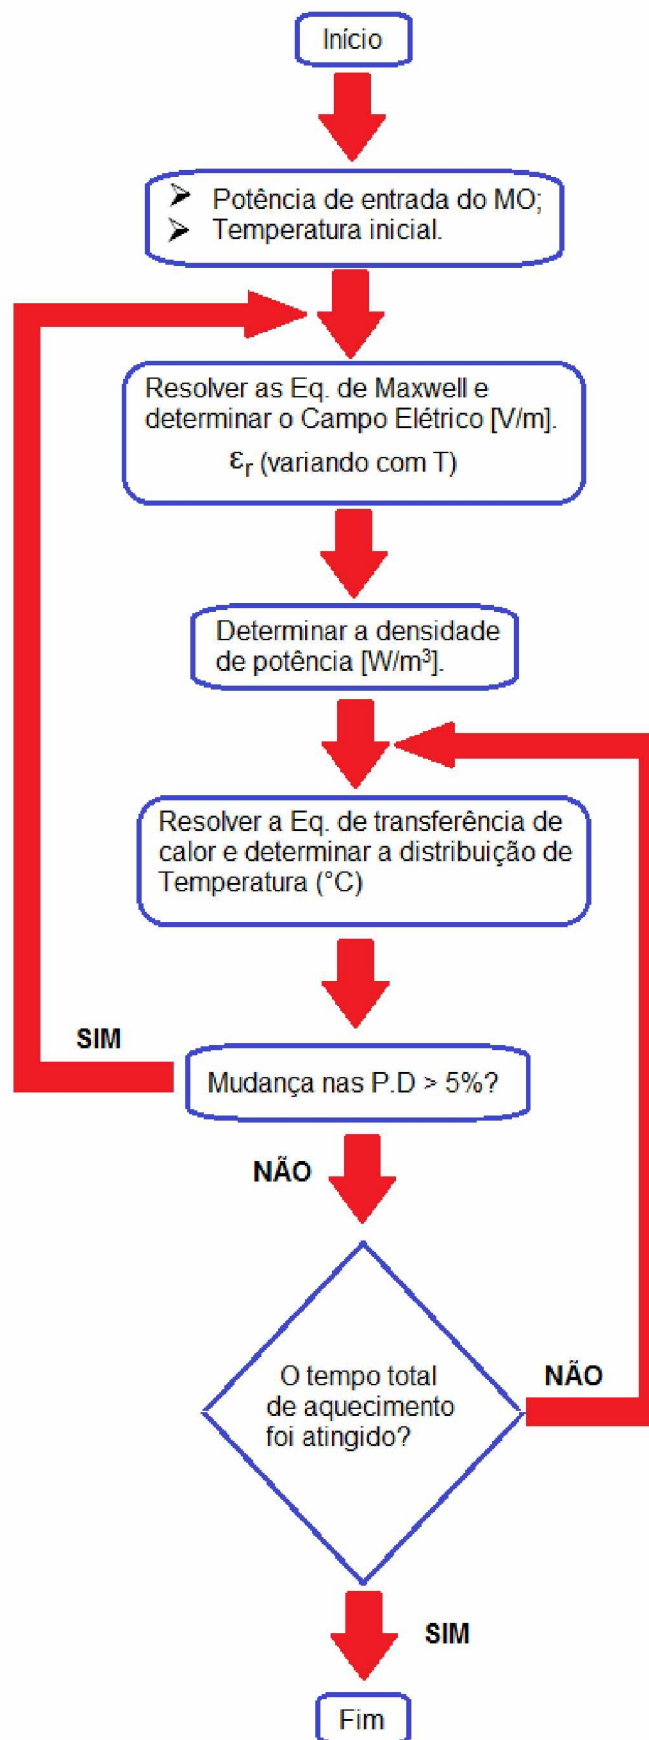 Início
➢ Potência de entrada do MO;
➢ Temperatura inicial.
Resolver as Eq. de Maxwell e
determinar o Campo Elétrico [V/m].
εr (variando com T)
Determinar a densidade
de potência [W/m³].
Resolver a Eq. de transferência de
calor e determinar a distribuição de
Temperatura (°C)
SIM
Mudança nas P.D > 5%?
NÃO
O tempo total
de aquecimento
foi atingido?
NÃO
SIM
Fim